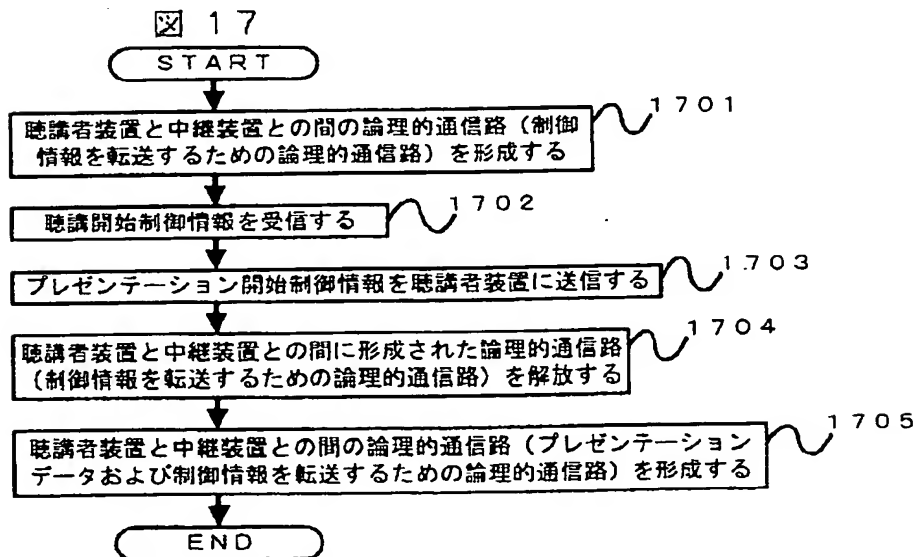 図 １７
ＳＴＡＲＴ
１７０１
聴講者装置と中継装置との間の論理的通信路（制御
情報を転送するための論理的通信路）を形成する
１７０２
聴講開始制御情報を受信する
１７０３
プレゼンテーション開始制御情報を聴講者装置に送信する
１７０４
聴講者装置と中継装置との間に形成された論理的通信路
（制御情報を転送するための論理的通信路）を解放する
１７０５
聴講者装置と中継装置との間の論理的通信路（プレゼンテーション
データおよび制御情報を転送するための論理的通信路）を形成する
ＥＮＤ